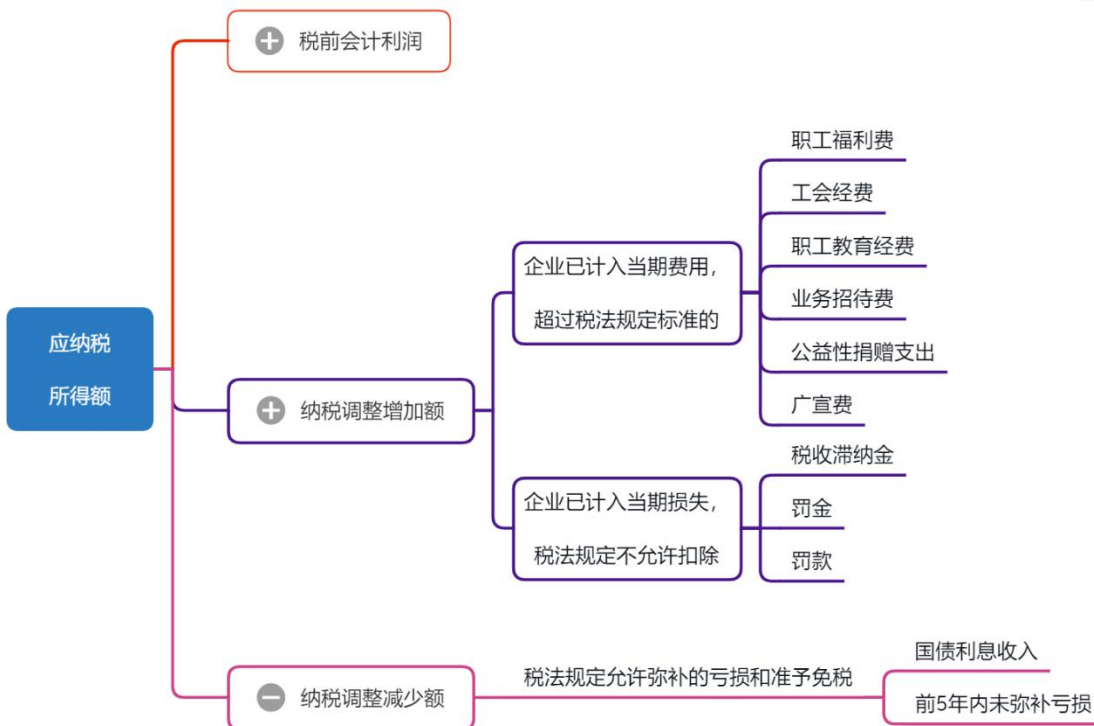 税前会计利润
职工福利费
工会经费
企业已计入当期费用，
超过税法规定标准的
职工教育经费
业务招待费
公益性捐赠支出
广宣费
应纳税
所得额
纳税调整增加额
企业已计入当期损失，
税法规定不允许扣除
税收滞纳金
罚金
罚款
纳税调整减少额
税法规定允许弥补的亏损和准予免税
国债利息收入
前5年内未弥补亏损